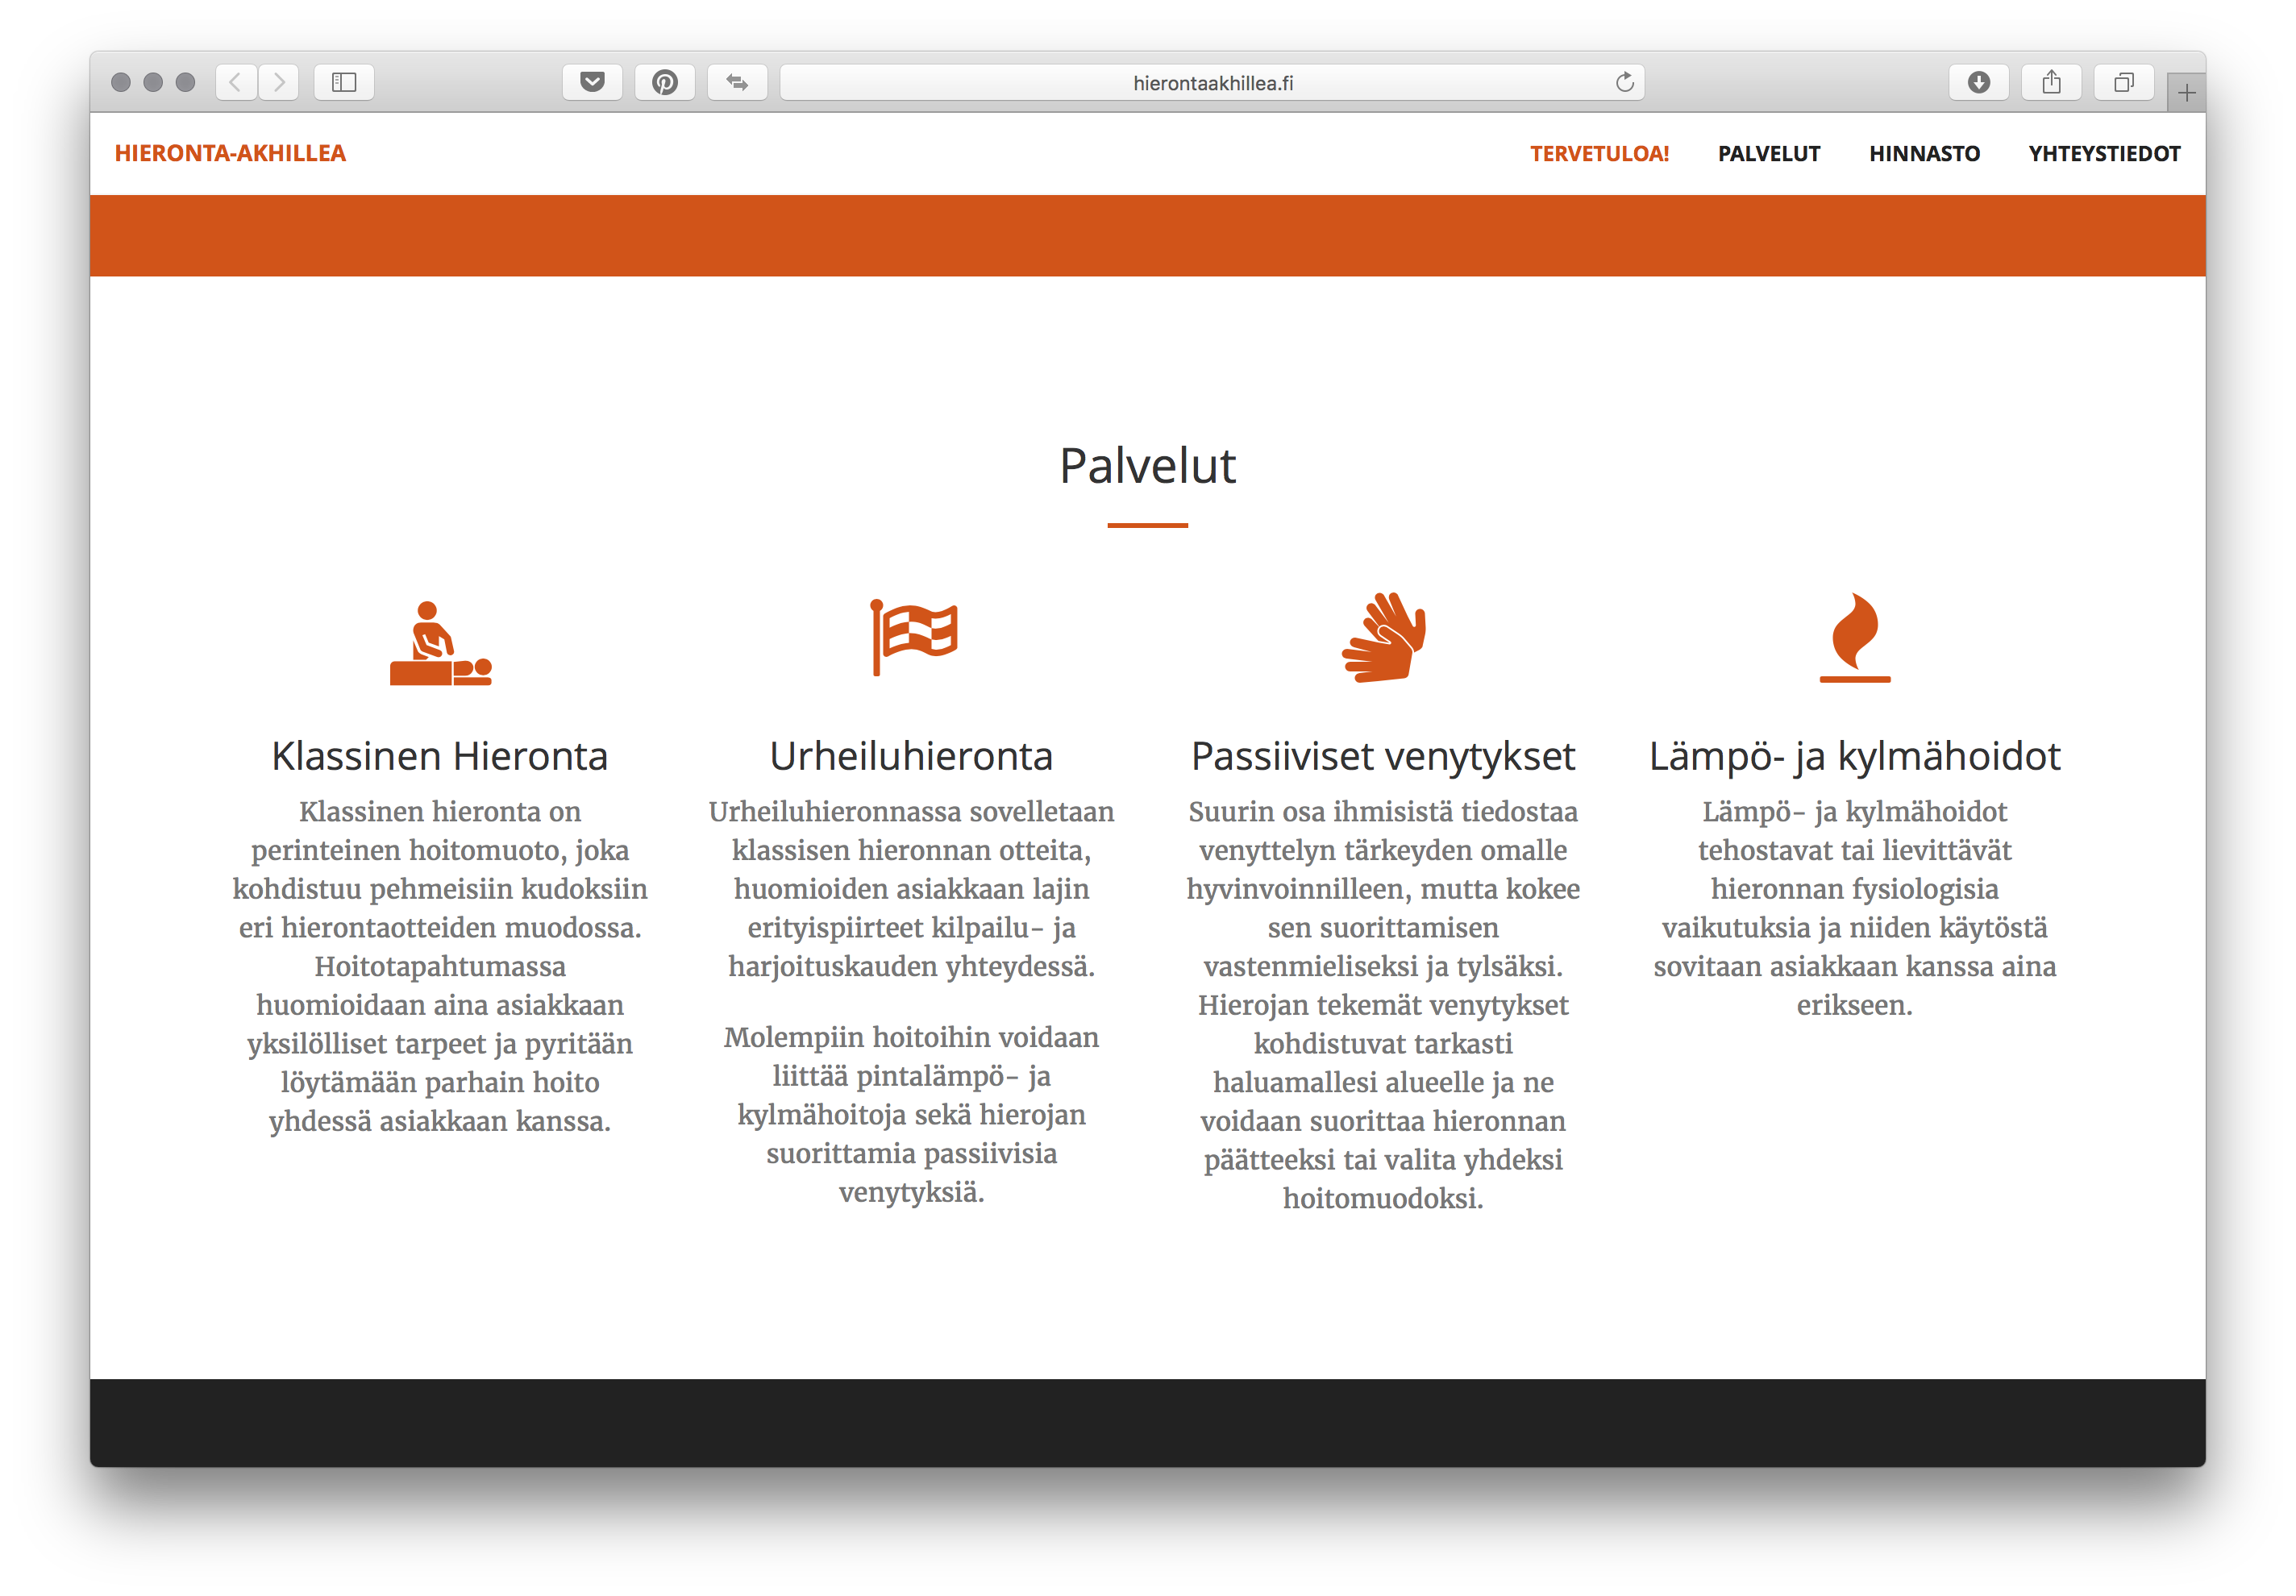 hierontaakhillea.fi
HIERONTA-AKHILLEA
TERVETULOA!
PALVELUT
HINNASTO
YHTEYSTIEDOT
Palvelut
Klassinen Hieronta
Klassinen hieronta on
perinteinen hoitomuoto, joka
kohdistuu pehmeisiin kudoksiin
eri hierontaotteiden muodossa.
Hoitotapahtumassa
huomioidaan aina asiakkaan
yksilölliset tarpeet ja pyritään
löytämään parhain hoito
yhdessä asiakkaan kanssa.
Urheiluhieronta
Urheiluhieronnassa sovelletaan
klassisen hieronnan otteita,
huomioiden asiakkaan lajin
erityispiirteet kilpailu- ja
harjoituskauden yhteydessä.
Molempiin hoitoihin voidaan
liittää pintalämpö- ja
kylmähoitoja sekä hierojan
suorittamia passiivisia
venytyksiä.
Passiiviset venytykset
Suurin osa ihmisistä tiedostaa
venyttelyn tärkeyden omalle
hyvinvoinnilleen, mutta kokee
sen suorittamisen
vastenmieliseksi ja tylsäksi.
Hierojan tekemät venytykset
kohdistuvat tarkasti
haluamallesi alueelle ja ne
voidaan suorittaa hieronnan
päätteeksi tai valita yhdeksi
hoitomuodoksi.
Lämpö- ja kylmähoidot
Lämpö- ja kylmähoidot
tehostavat tai lievittävät
hieronnan fysiologisia
vaikutuksia ja niiden käytöstä
sovitaan asiakkaan kanssa aina
erikseen.